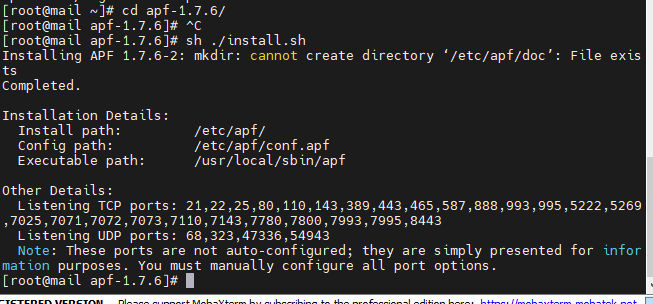 [root@mail ~]# cd apf-1.7.6/
[root@mail apf-1.7.6]# ^C
[root@mail apf-1.7.6]# sh ./install.sh
Installing APF 1.7.6-2: mkdir: cannot create directory ‘/etc/apf/doc’: File exis
ts
Completed.
Installation Details:
Install path: /etc/apf/
Config path: /etc/apf/conf.apf
Executable path: /usr/local/sbin/apf
Other Details:
Listening TCP ports: 21,22,25,80,110,143,389,443,465,587,888,993,995,5222,5269
,7025,7071,7072,7073,7110,7143,7780,7800,7993,7995,8443
Listening UDP ports: 68,323,47336,54943
Note: These ports are not auto-configured; they are simply presented for infor
mation purposes. You must manually configure all port options.
[root@mail apf-1.7.6]#
GISTERED VERSION - Please support MobaXterm by subscribing to the professional edition here: https://mobaxterm.mobatek.net